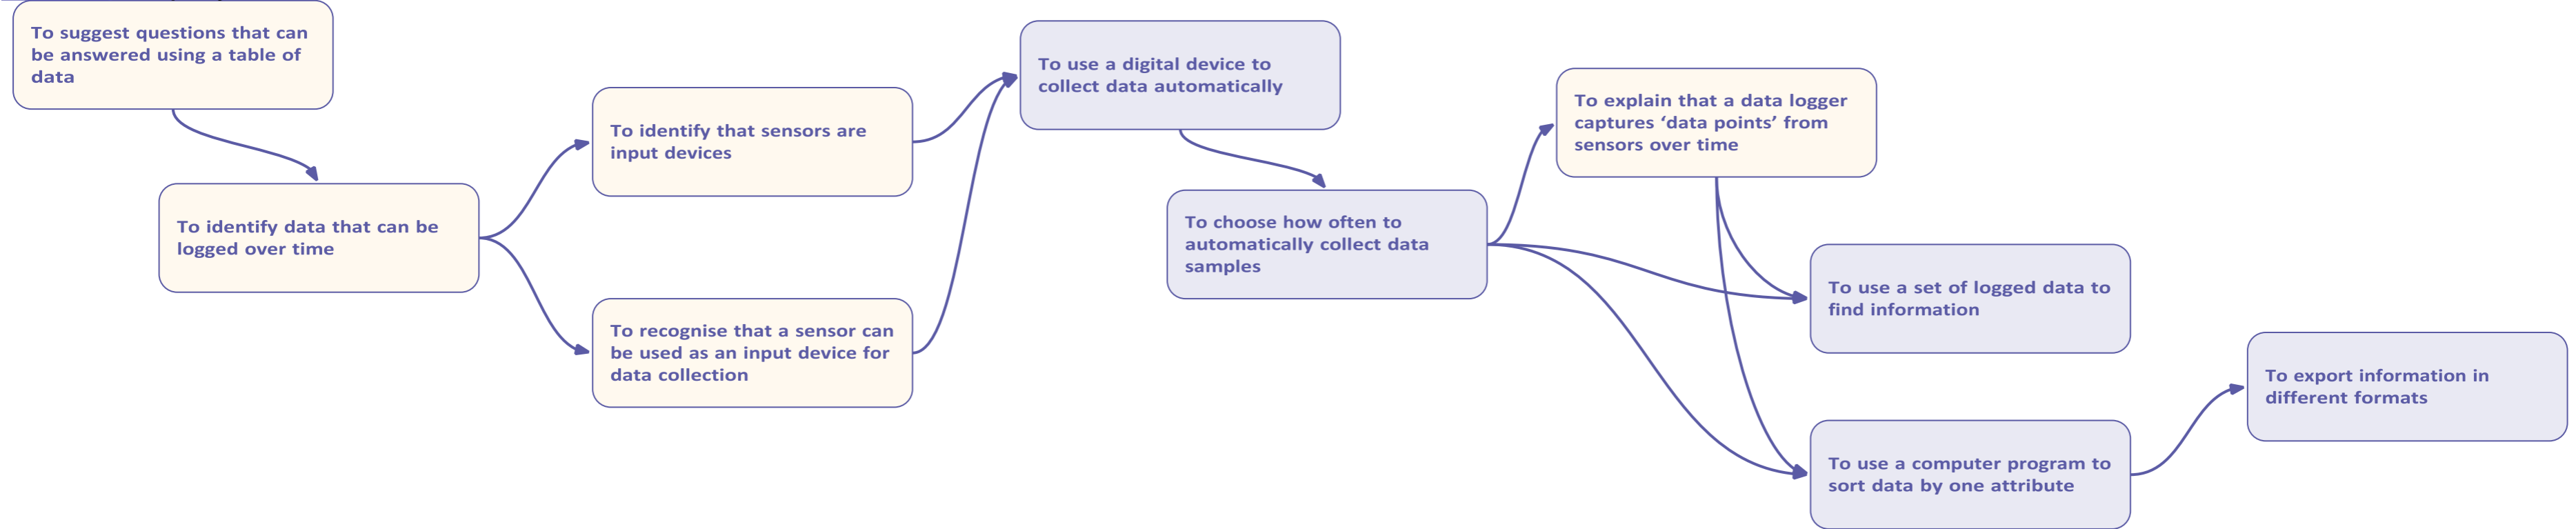 To suggest questions that can
be answered using a table of
data
To identify data that can be
logged over time
To identify that sensors are
input devices
To recognise that a sensor can
be used as an input device for
data collection
To use a digital device to
collect data automatically
To choose how often to
automatically collect data
samples
To explain that a data logger
captures ‘data points’ from
sensors over time
To use a set of logged data to
find information
To use a computer program to
sort data by one attribute
To export information in
different formats